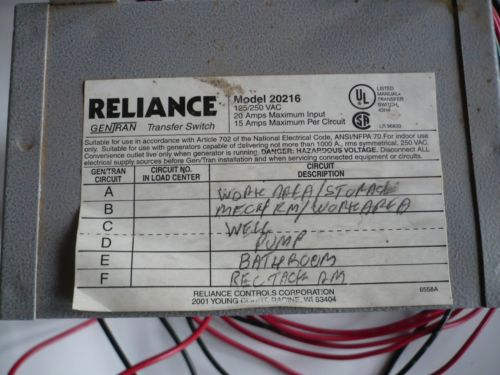 RELIANCE
GEN/TRAN Transfer Switch
Model 20216
125/250 VAC
20 Amps Maximum Input
15 Amps Maximum Per Circuit
UL
LISTED
MANUAL
TRANSFER
SWITCH
SA
Suitable for use in accordance with Article 702 of the National Electrical Code, ANSI/NFPA 70. For indoor use
only. Suitable for use with generators capable of delivering not more than 1000 A., rms symmetrical, 250 VAC.
Convenience outlet live only when generator is running. DANGER: HAZARDOUS VOLTAGE. Disconnect ALL
electrical supply sources before Gen/Tran installation and when servicing connected equipment or circuits.
GEN/TRAN CIRCUIT
CIRCUIT NO. IN LOAD CENTER
CIRCUIT DESCRIPTION
A WORK AREA/STORAGE
B MECH RM/WORK AREA
C WELL
D PUMP
E BATHROOM
F REC RM
RELIANCE CONTROLS CORPORATION
2001 YOUNG RACINE, WI 53404
6558A